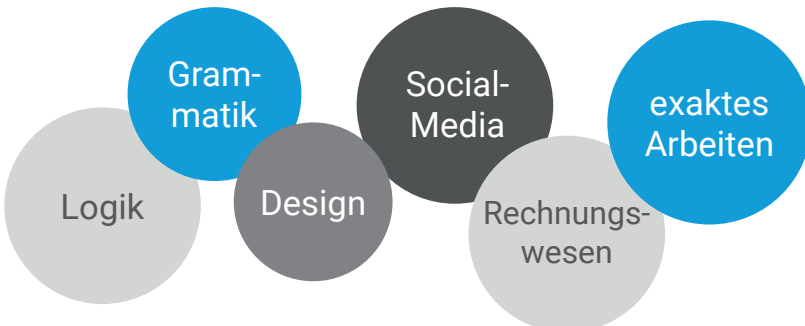 Logik
Gram-
matik
Design
Social-
Media
Rechnungs-
wesen
exaktes
Arbeiten